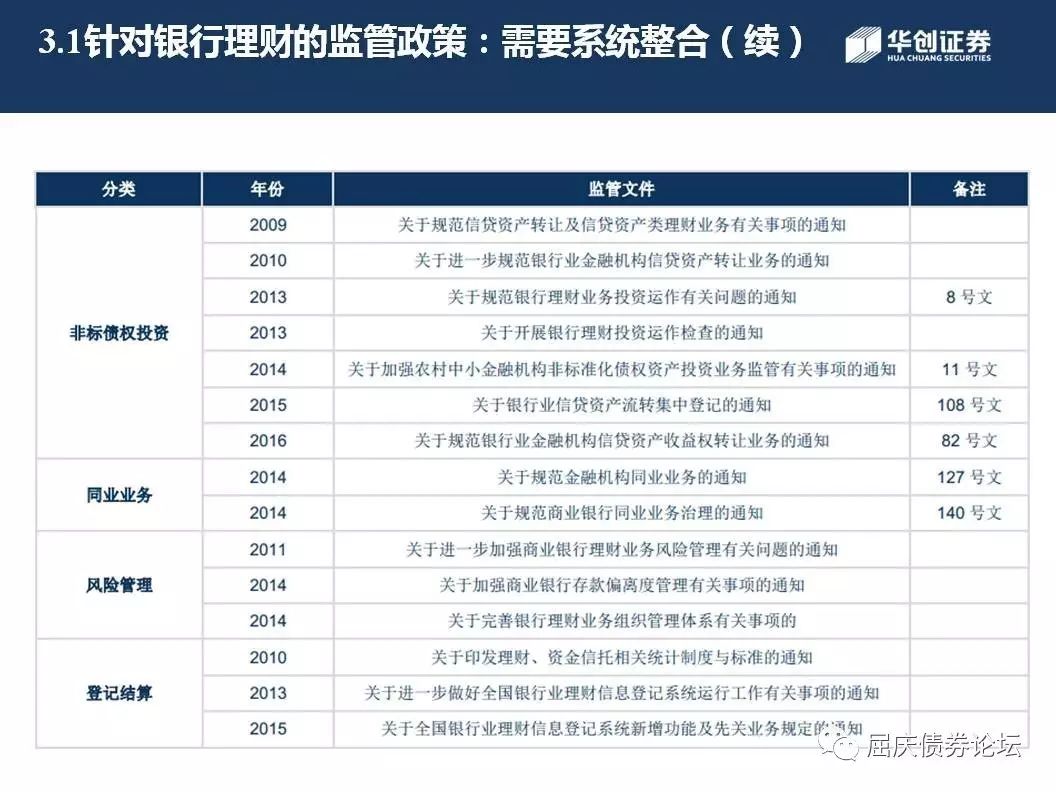 3.1针对银行理财的监管政策：需要系统整合（续）
华创证券
HUA CHUANG SECURITIES
分类 年份 监管文件 备注
非标债权投资
2009 关于规范信贷资产转让及信贷资产类理财业务有关事项的通知
2010 关于进一步规范银行业金融机构信贷资产转让业务的通知
2013 关于规范银行理财业务投资运作有关问题的通知 8 号文
2013 关于开展银行理财投资运作检查的通知
2014 关于加强农村中小金融机构非标准化债权资产投资业务监管有关事项的通知 11 号文
2015 关于银行业信贷资产流转集中登记的通知 108 号文
2016 关于规范银行业金融机构信贷资产收益权转让业务的通知 82 号文
同业业务
2014 关于规范金融机构同业业务的通知 127 号文
2014 关于规范商业银行同业业务治理的通知 140 号文
风险管理
2011 关于进一步加强商业银行理财业务风险管理有关问题的通知
2014 关于加强商业银行存款偏离度管理有关事项的通知
2014 关于完善银行理财业务组织管理体系有关事项的
登记结算
2010 关于印发理财、资金信托相关统计制度与标准的通知
2013 关于进一步做好全国银行业理财信息登记系统运行工作有关事项的通知
2015 关于全国银行业理财信息登记系统新增功能及先关业务规定的通知
屈庆债券论坛